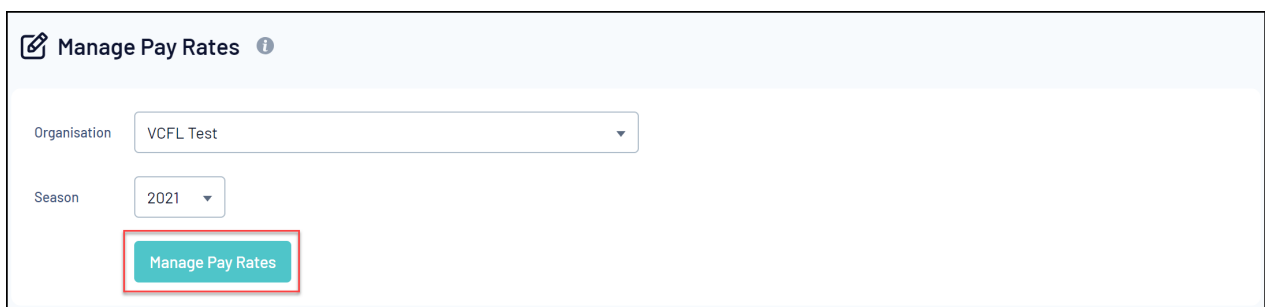 Manage Pay Rates
Organisation VCFL Test
Season 2021
Manage Pay Rates